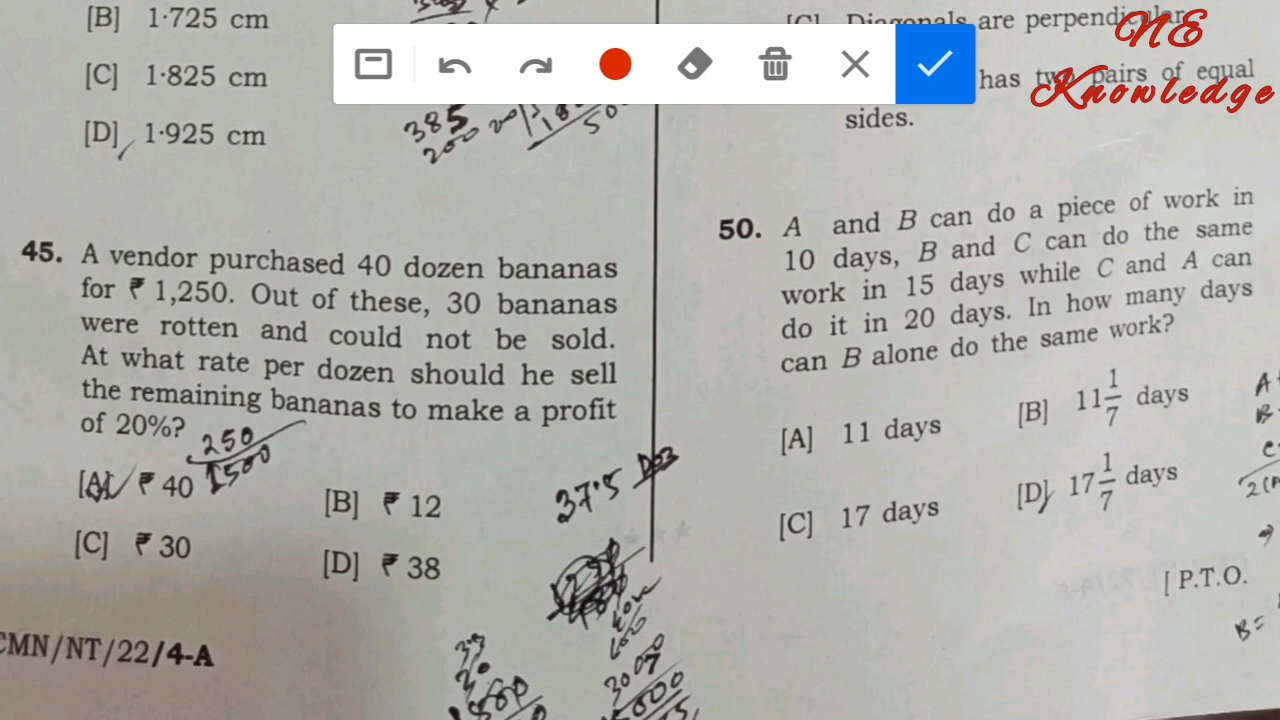 [B] 1·725 cm
[C] 1·825 cm
[D] 1·925 cm
385
200
45. A vendor purchased 40 dozen bananas
for ₹ 1,250. Out of these, 30 bananas
were rotten and could not be sold.
At what rate per dozen should he sell
the remaining bananas to make a profit
of 20%?
250
1500
[A] ₹ 40
[B] ₹ 12
[C] ₹ 30
[D] ₹ 38
37.5
CMN/NT/22/4-A
[C] Diagonals are perpendicular
has two pairs of equal
sides.
NE
Knowledge
50. A and B can do a piece of work in
10 days, B and C can do the same
work in 15 days while C and A can
do it in 20 days. In how many days
can B alone do the same work?
[A] 11 days
[B] 11 1/7 days
[C] 17 days
[D] 17 1/7 days
[ P.T.O.
B =